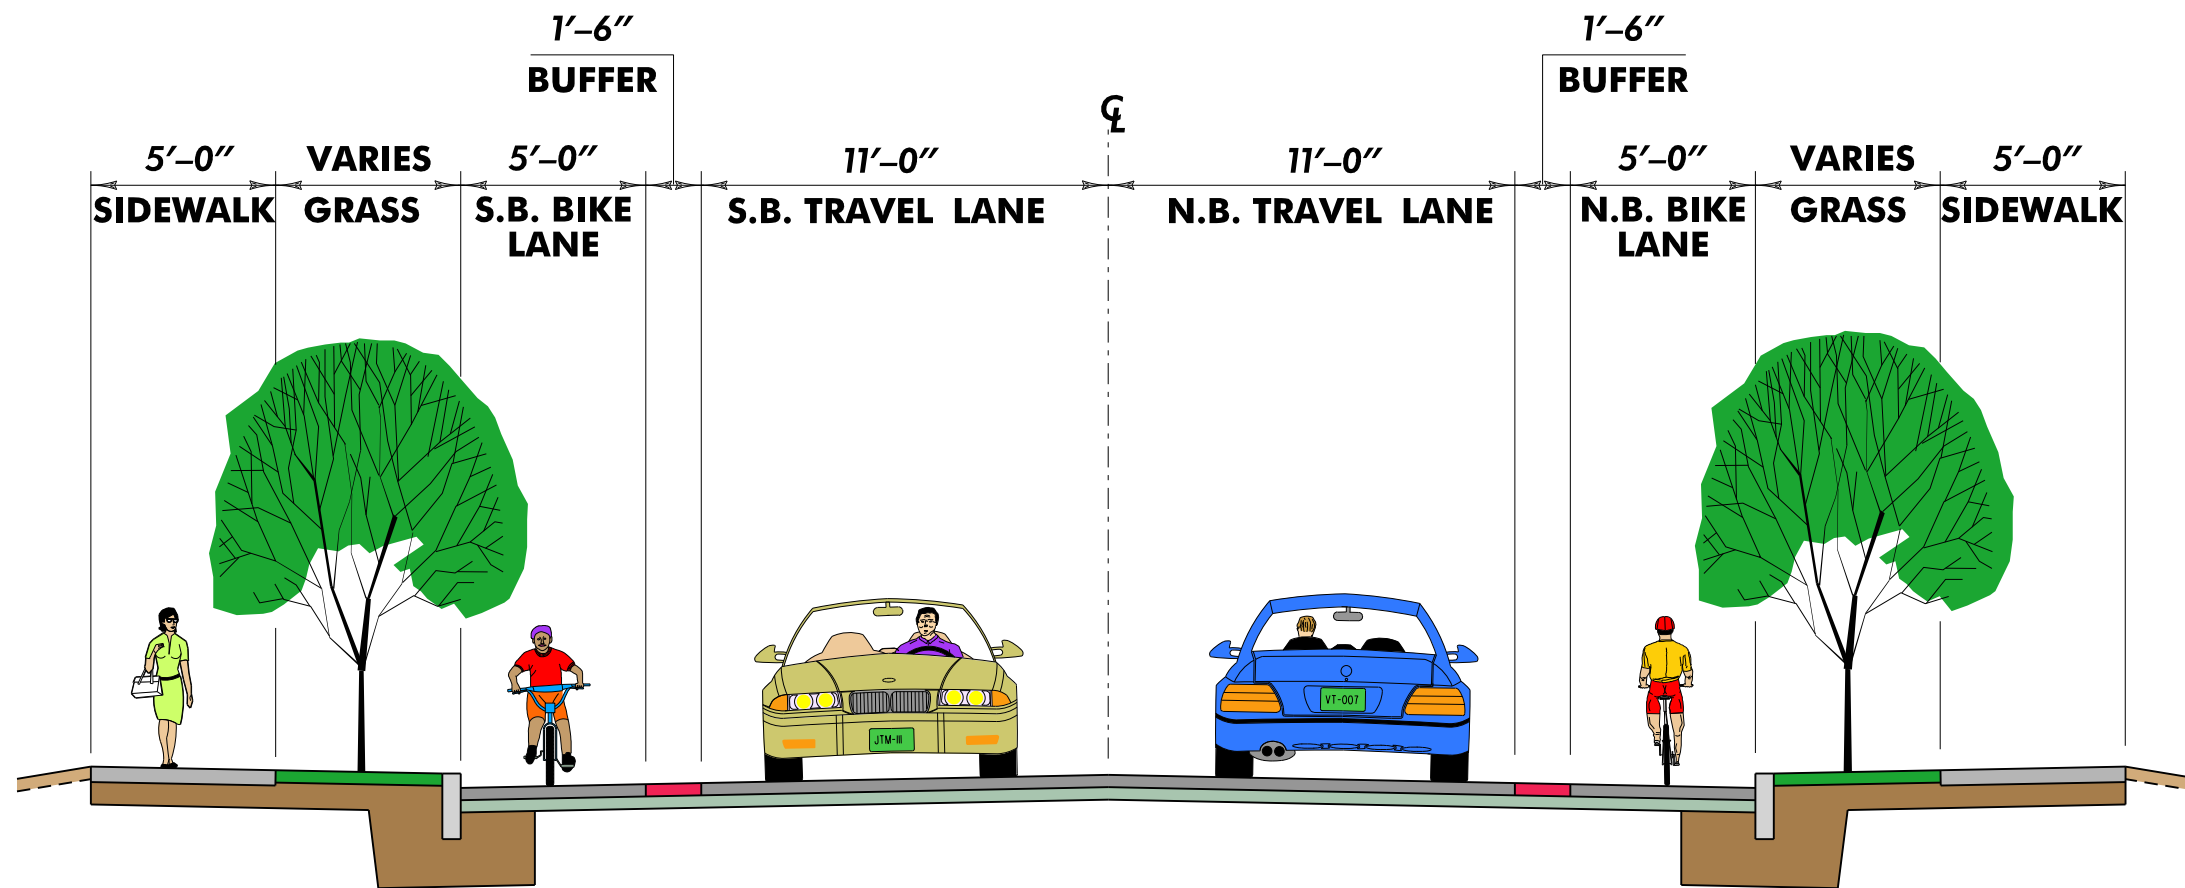 1′–6″
BUFFER
1′–6″
BUFFER
℄
5′–0″
SIDEWALK
VARIES
GRASS
5′–0″
S.B. BIKE
LANE
11′–0″
S.B. TRAVEL LANE
11′–0″
N.B. TRAVEL LANE
5′–0″
N.B. BIKE
LANE
VARIES
GRASS
5′–0″
SIDEWALK
JTM-III
VT-007